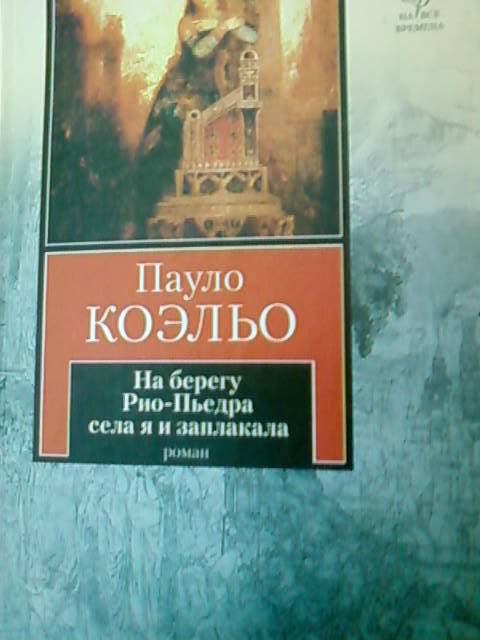 НА ВСЕ
ВРЕМЕНА
Пауло
КОЭЛЬО
На берегу
Рио-Пьедра
села я и заплакала
роман